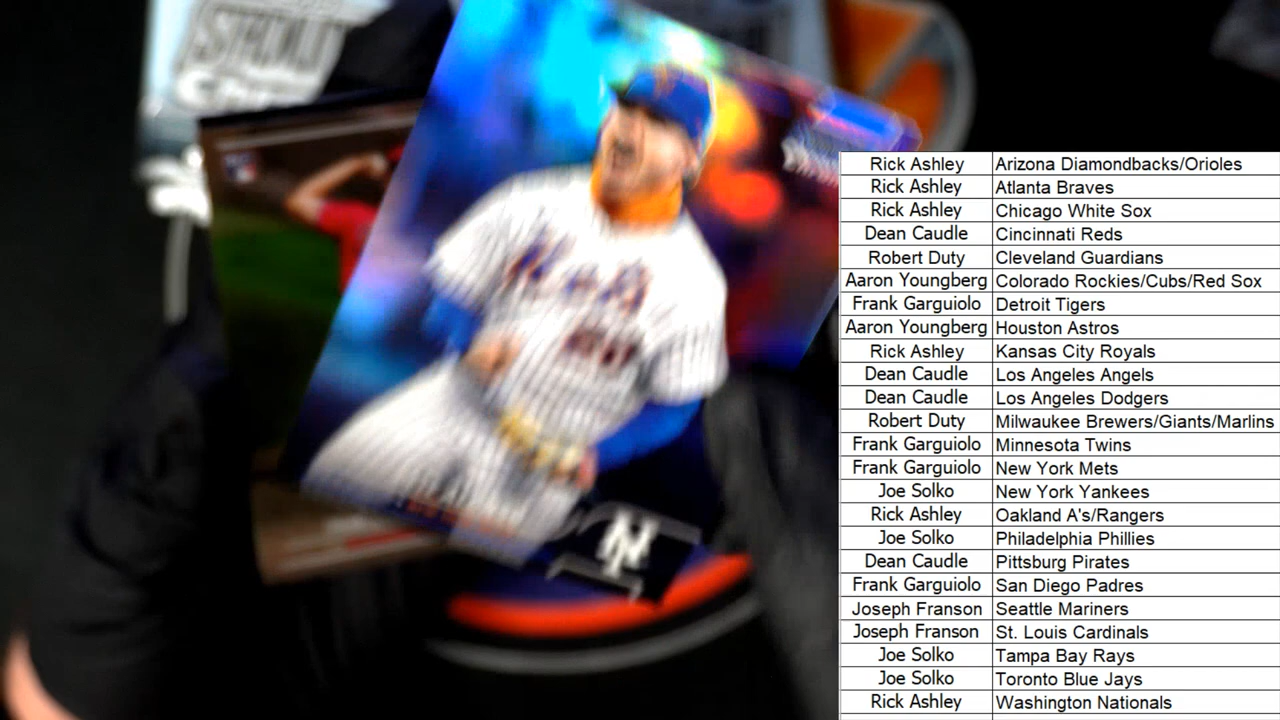 Mets
Rick Ashley Arizona Diamondbacks/Orioles
Rick Ashley Atlanta Braves
Rick Ashley Chicago White Sox
Dean Caudle Cincinnati Reds
Robert Duty Cleveland Guardians
Aaron Youngberg Colorado Rockies/Cubs/Red Sox
Frank Garguiolo Detroit Tigers
Aaron Youngberg Houston Astros
Rick Ashley Kansas City Royals
Dean Caudle Los Angeles Angels
Dean Caudle Los Angeles Dodgers
Robert Duty Milwaukee Brewers/Giants/Marlins
Frank Garguiolo Minnesota Twins
Frank Garguiolo New York Mets
Joe Solko New York Yankees
Rick Ashley Oakland A's/Rangers
Joe Solko Philadelphia Phillies
Dean Caudle Pittsburg Pirates
Frank Garguiolo San Diego Padres
Joseph Franson Seattle Mariners
Joseph Franson St. Louis Cardinals
Joe Solko Tampa Bay Rays
Joe Solko Toronto Blue Jays
Rick Ashley Washington Nationals